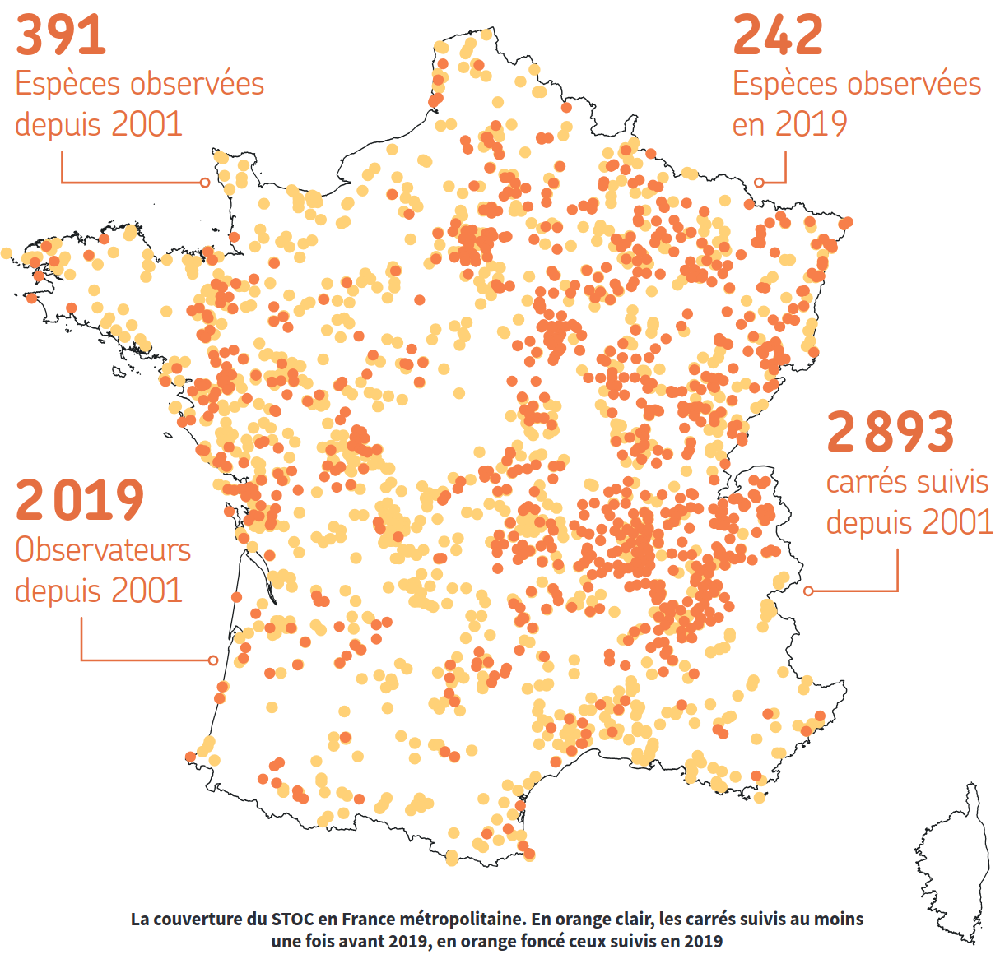 391
Espèces observées
depuis 2001
242
Espèces observées
en 2019
2 893
carrés suivis
depuis 2001
2 019
Observateurs
depuis 2001
La couverture du STOC en France métropolitaine. En orange clair, les carrés suivis au moins
une fois avant 2019, en orange foncé ceux suivis en 2019